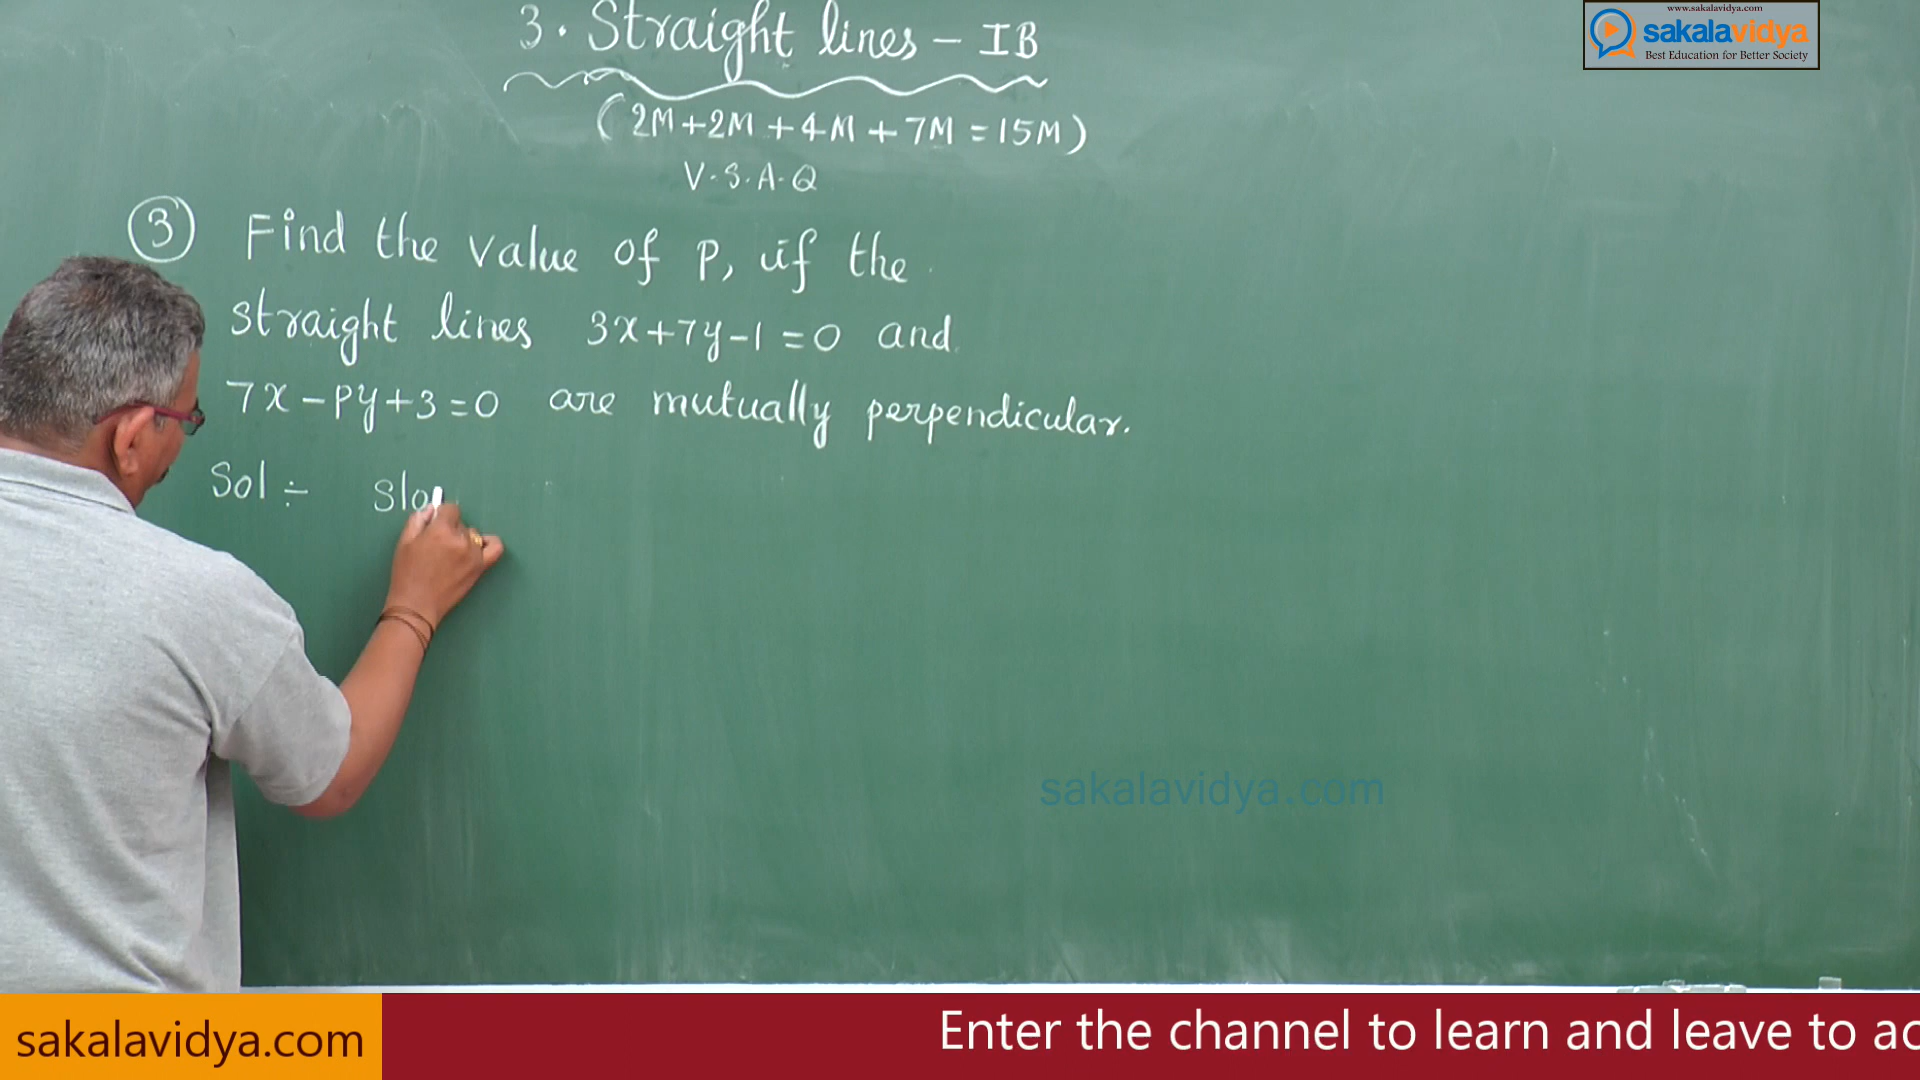 3. Straight lines - IB
(2M+2M+4M+7M=15M)
V.S.A.Q
③ Find the value of P, if the
straight lines 3x+7y-1=0 and
7x-py+3=0 are mutually perpendicular.
Sol ÷ Slo
www.sakalavidya.com
sakalavidya
Best Education for Better Society
sakalavidya.com
sakalavidya.com
Enter the channel to learn and leave to ac